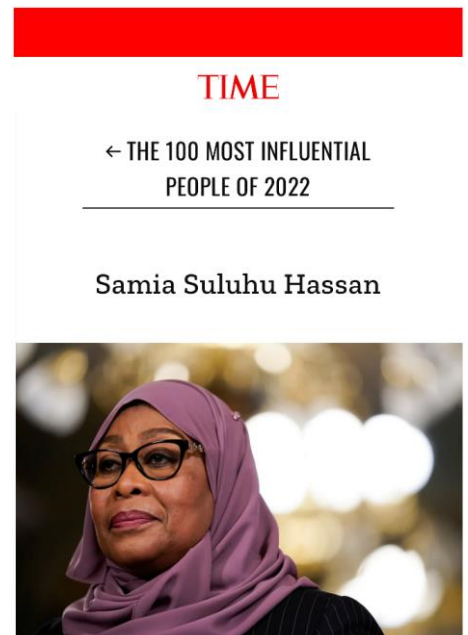 TIME
← THE 100 MOST INFLUENTIAL
PEOPLE OF 2022
Samia Suluhu Hassan